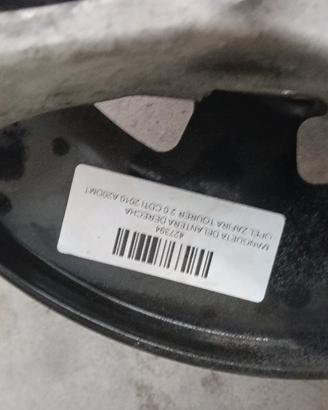 427394
MANGUETA DELANTERA DERECHA
OPEL ZAFIRA TOURER 2.0 CDTI 2010 A20DMT